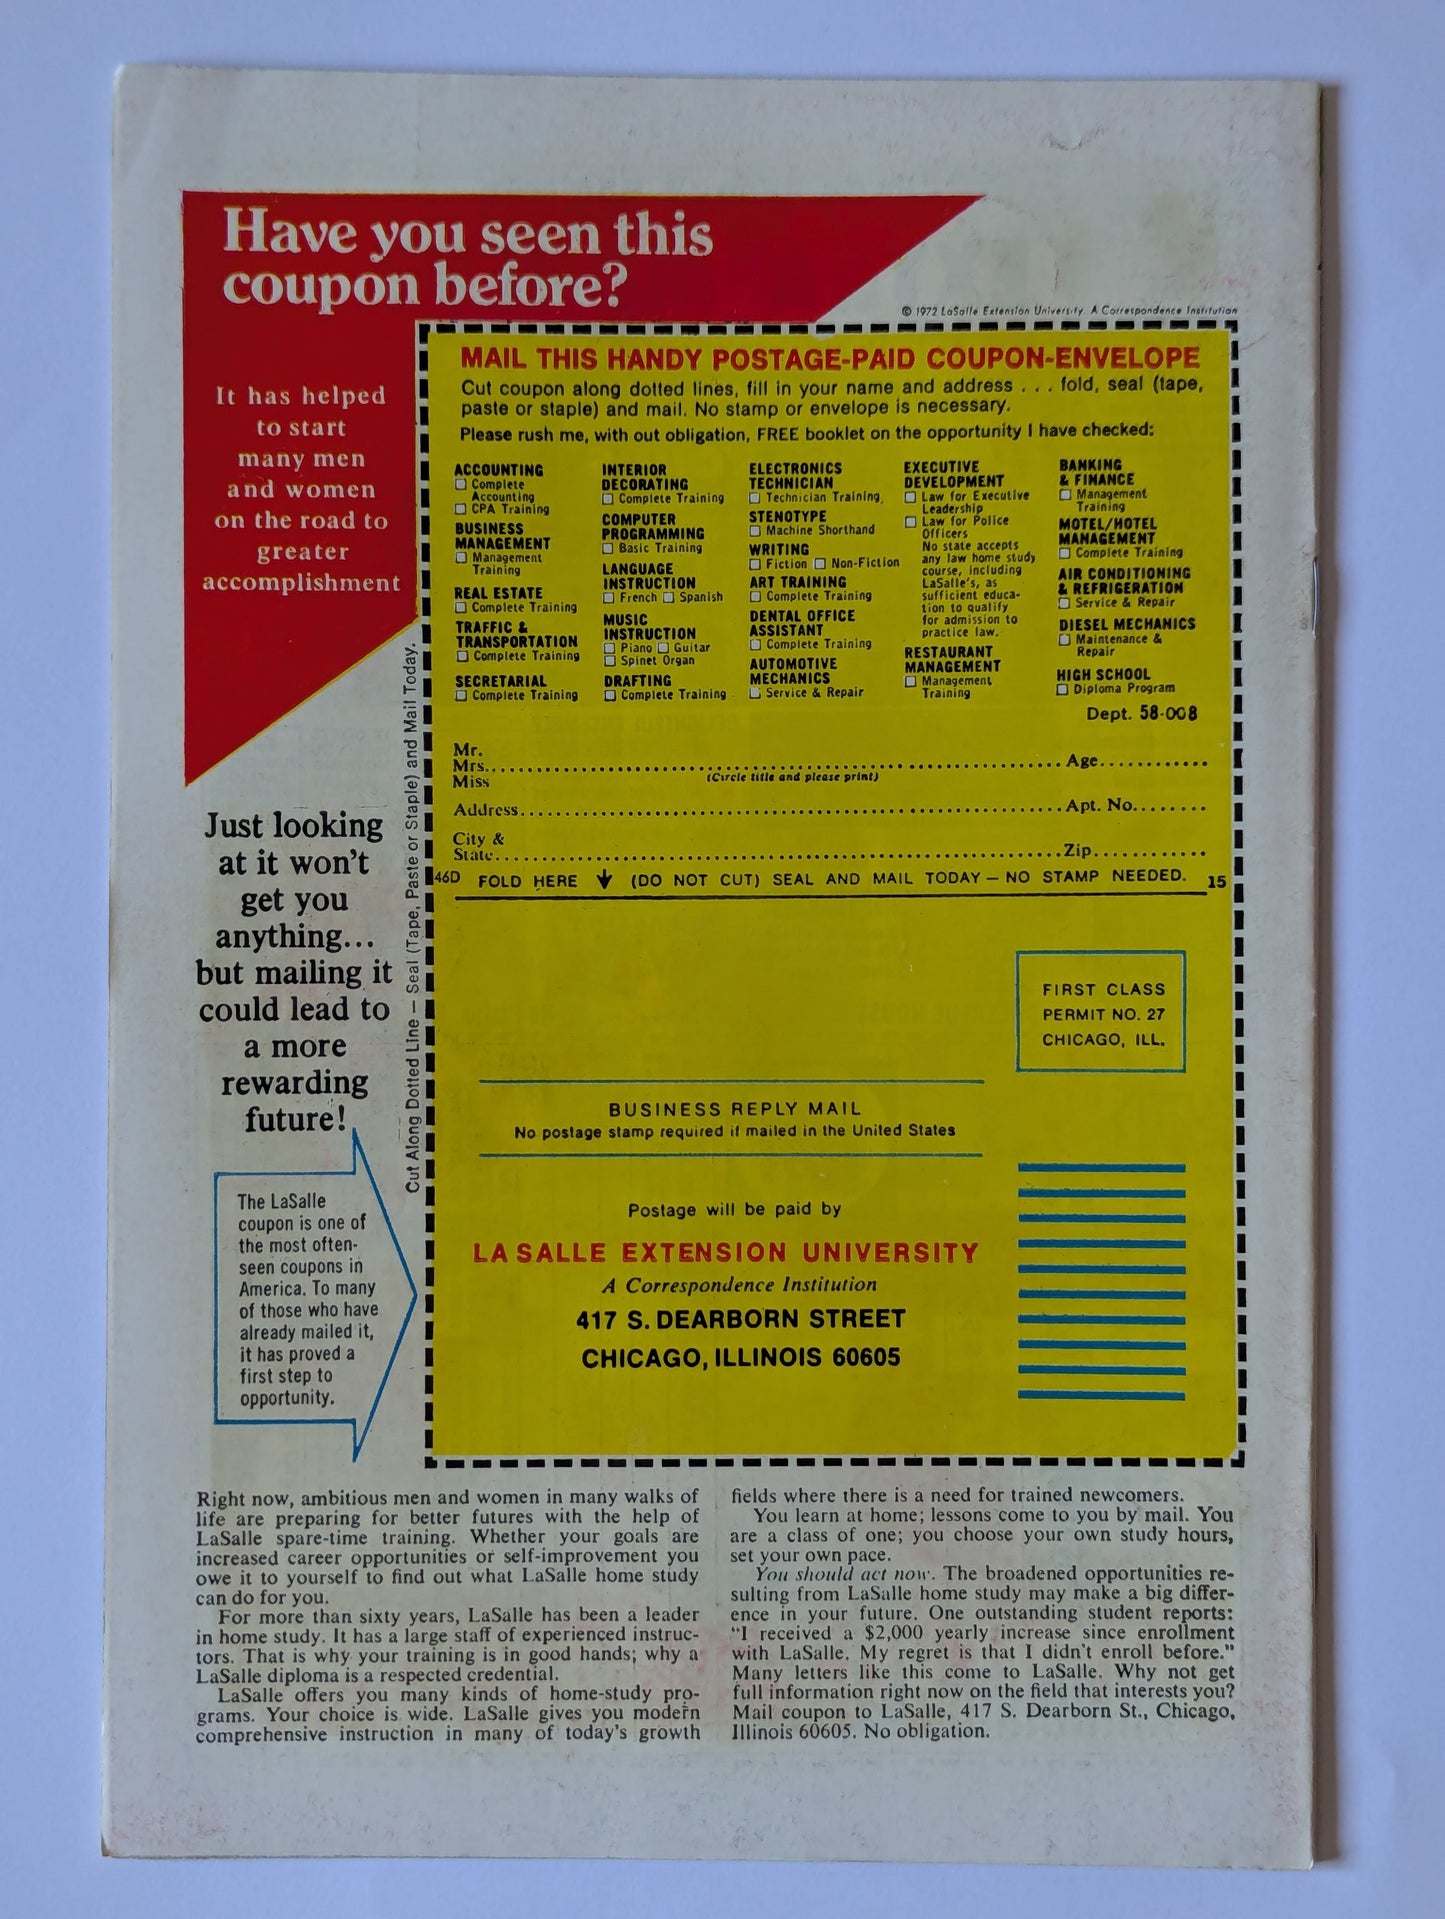 Have you seen this
coupon before?
It has helped
to start
many men
and women
on the road to
greater
accomplishment
Just looking
at it won't
get you
anything...
but mailing it
could lead to
a more
rewarding
future!
The LaSalle
coupon is one of
the most often-
seen coupons in
America. To many
of those who have
already mailed it,
it has proved a
first step to
opportunity.
Cut Along Dotted Line — Seal (Tape, Paste or Staple) and Mail Today.
© 1972 LaSalle Extension University. A Correspondence Institution
MAIL THIS HANDY POSTAGE-PAID COUPON-ENVELOPE
Cut coupon along dotted lines, fill in your name and address . . . fold, seal (tape,
paste or staple) and mail. No stamp or envelope is necessary.
Please rush me, with out obligation, FREE booklet on the opportunity I have checked:
ACCOUNTING
☐ Complete
Accounting
☐ CPA Training
BUSINESS
MANAGEMENT
☐ Management
Training
REAL ESTATE
☐ Complete Training
TRAFFIC &
TRANSPORTATION
☐ Complete Training
SECRETARIAL
☐ Complete Training
INTERIOR
DECORATING
☐ Complete Training
COMPUTER
PROGRAMMING
☐ Basic Training
LANGUAGE
INSTRUCTION
☐ French ☐ Spanish
MUSIC
INSTRUCTION
☐ Piano ☐ Guitar
☐ Spinet Organ
DRAFTING
☐ Complete Training
ELECTRONICS
TECHNICIAN
☐ Technician Training
STENOTYPE
☐ Machine Shorthand
WRITING
☐ Fiction ☐ Non-Fiction
ART TRAINING
☐ Complete Training
DENTAL OFFICE
ASSISTANT
☐ Complete Training
AUTOMOTIVE
MECHANICS
☐ Service & Repair
EXECUTIVE
DEVELOPMENT
☐ Law for Executive
Leadership
☐ Law for Police
Officers
No state accepts
any law home study
course, including
LaSalle's, as
sufficient educa-
tion to qualify
for admission to
practice law.
RESTAURANT
MANAGEMENT
☐ Management
Training
BANKING
& FINANCE
☐ Management
Training
MOTEL/HOTEL
MANAGEMENT
☐ Complete Training
AIR CONDITIONING
& REFRIGERATION
☐ Service & Repair
DIESEL MECHANICS
☐ Maintenance &
Repair
HIGH SCHOOL
☐ Diploma Program
Dept. 58-008
Mr.
Mrs. Age
Miss (Circle title and please print)
Address Apt. No.
City &
State Zip
46D FOLD HERE ↓ (DO NOT CUT) SEAL AND MAIL TODAY — NO STAMP NEEDED. 15
FIRST CLASS
PERMIT NO. 27
CHICAGO, ILL.
BUSINESS REPLY MAIL
No postage stamp required if mailed in the United States
Postage will be paid by
LA SALLE EXTENSION UNIVERSITY
A Correspondence Institution
417 S. DEARBORN STREET
CHICAGO, ILLINOIS 60605
Right now, ambitious men and women in many walks of
life are preparing for better futures with the help of
LaSalle spare-time training. Whether your goals are
increased career opportunities or self-improvement you
owe it to yourself to find out what LaSalle home study
can do for you.
For more than sixty years, LaSalle has been a leader
in home study. It has a large staff of experienced instruc-
tors. That is why your training is in good hands; why a
LaSalle diploma is a respected credential.
LaSalle offers you many kinds of home-study pro-
grams. Your choice is wide. LaSalle gives you modern
comprehensive instruction in many of today's growth
fields where there is a need for trained newcomers.
You learn at home; lessons come to you by mail. You
are a class of one; you choose your own study hours,
set your own pace.
You should act now. The broadened opportunities re-
sulting from LaSalle home study may make a big differ-
ence in your future. One outstanding student reports:
"I received a $2,000 yearly increase since enrollment
with LaSalle. My regret is that I didn't enroll before."
Many letters like this come to LaSalle. Why not get
full information right now on the field that interests you?
Mail coupon to LaSalle, 417 S. Dearborn St., Chicago,
Illinois 60605. No obligation.